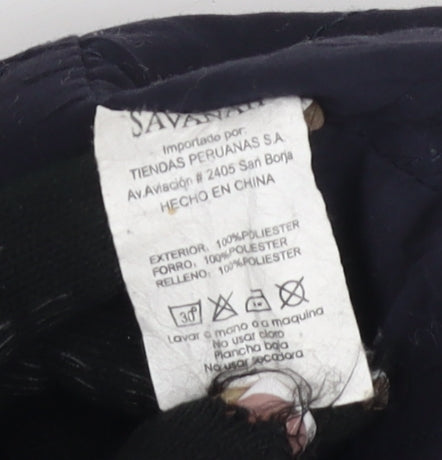 SAVANAH
Importado por:
TIENDAS PERUANAS S.A
Av.Aviación # 2405 San Borja
HECHO EN CHINA
EXTERIOR: 100%POLIESTER
FORRO: 100%POLIESTER
RELLENO: 100%POLIESTER
30°
Lavar a mano o a maquina
No usar cloro
Plancha baja
No usar secadora